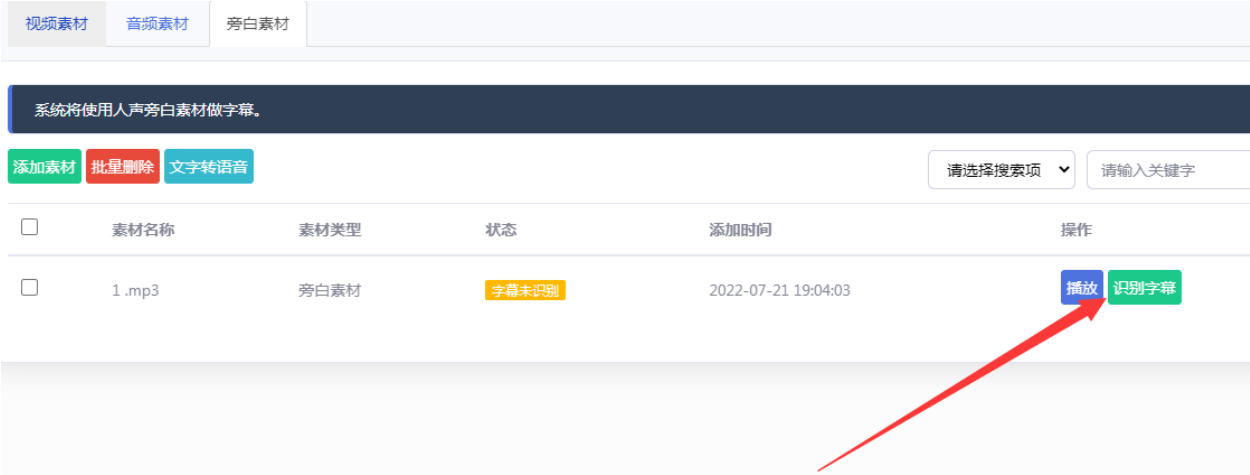 视频素材 音频素材 旁白素材
系统将使用人声旁白素材做字幕。
添加素材 批量删除 文字转语音 请选择搜索项 请输入关键字
素材名称 素材类型 状态 添加时间 操作
1 .mp3 旁白素材 字幕未识别 2022-07-21 19:04:03 播放 识别字幕